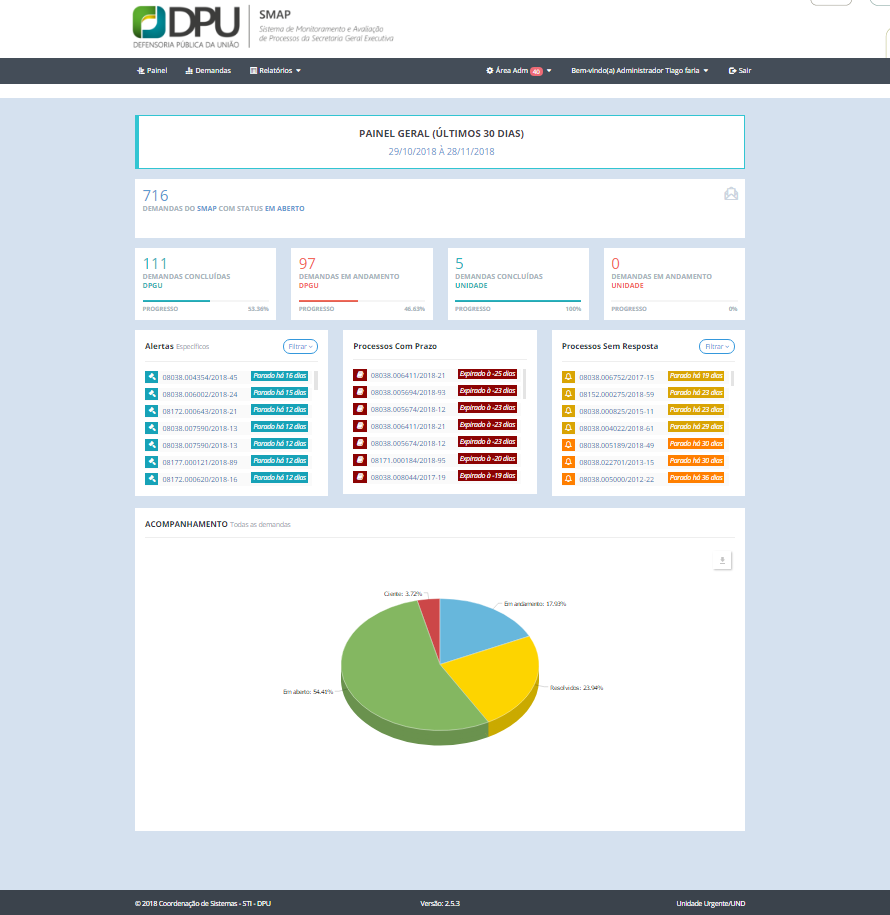 DPU
DEFENSORIA PÚBLICA DA UNIÃO
SMAP
Sistema de Monitoramento e Avaliação
de Processos da Secretaria Geral Executiva
Painel
Demandas
Relatórios
Área Adm 40
Bem-vindo(a) Administrador Tiago faria
Sair
PAINEL GERAL (ÚLTIMOS 30 DIAS)
29/10/2018 À 28/11/2018
716
DEMANDAS DO SMAP COM STATUS EM ABERTO
111
DEMANDAS CONCLUÍDAS
DPGU
PROGRESSO 53.36%
97
DEMANDAS EM ANDAMENTO
DPGU
PROGRESSO 46.63%
5
DEMANDAS CONCLUÍDAS
UNIDADE
PROGRESSO 100%
0
DEMANDAS EM ANDAMENTO
UNIDADE
PROGRESSO 0%
Alertas Específicos Filtrar
08038.004354/2018-45 Parado há 16 dias
08038.006002/2018-24 Parado há 15 dias
08172.000643/2018-21 Parado há 12 dias
08038.007590/2018-13 Parado há 12 dias
08038.007590/2018-13 Parado há 12 dias
08177.000121/2018-89 Parado há 12 dias
08172.000620/2018-16 Parado há 12 dias
Processos Com Prazo
08038.006411/2018-21 Expirado à -25 dias
08038.005694/2018-93 Expirado à -23 dias
08038.005674/2018-12 Expirado à -23 dias
08038.006411/2018-21 Expirado à -23 dias
08038.005674/2018-12 Expirado à -23 dias
08171.000184/2018-95 Expirado à -20 dias
08038.008044/2017-19 Expirado à -19 dias
Processos Sem Resposta Filtrar
08038.006752/2017-15 Parado há 19 dias
08152.000275/2018-59 Parado há 23 dias
08038.000825/2015-11 Parado há 23 dias
08038.004022/2018-61 Parado há 29 dias
08038.005189/2018-49 Parado há 30 dias
08038.022701/2013-15 Parado há 30 dias
08038.005000/2012-22 Parado há 36 dias
ACOMPANHAMENTO Todas as demandas
Ciente: 3.72%
Em andamento: 17.93%
Resolvidos: 23.94%
Em aberto: 54.41%
© 2018 Coordenação de Sistemas - STI - DPU
Versão: 2.5.3
Unidade Urgente/UND